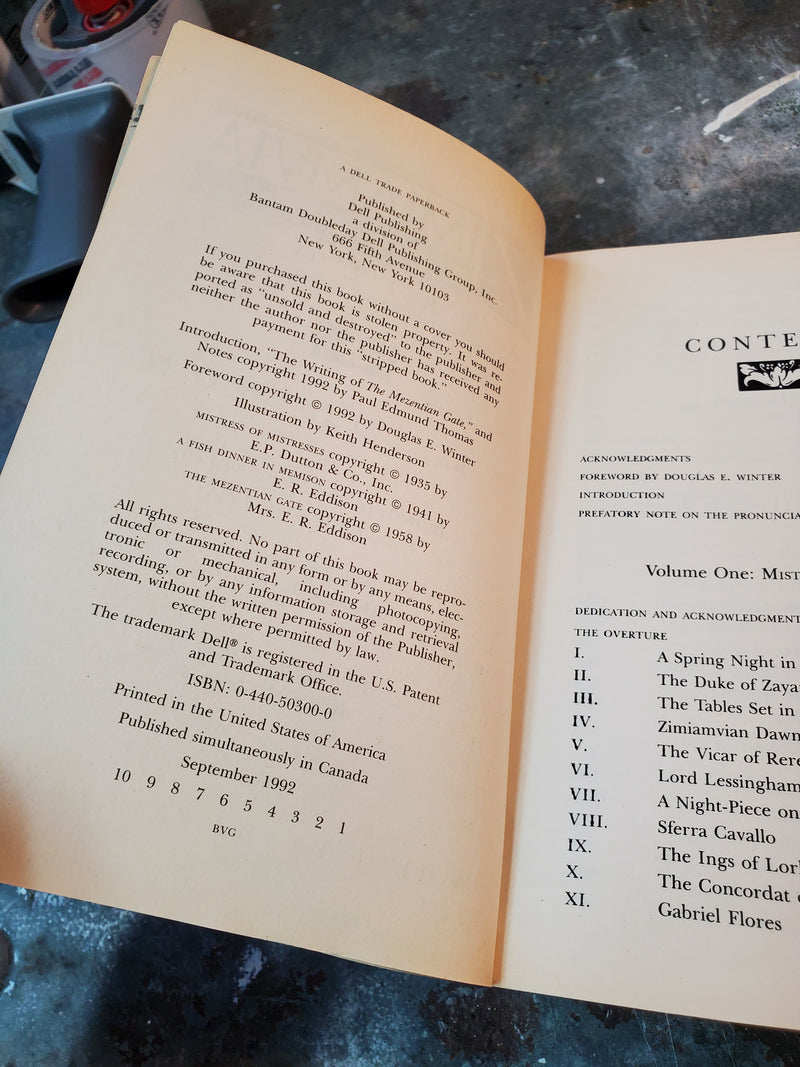 A DELL TRADE PAPERBACK
Published by
Dell Publishing
a division of
Bantam Doubleday Dell Publishing Group, Inc.
666 Fifth Avenue
New York, New York 10103
If you purchased this book without a cover you should
be aware that this book is stolen property. It was re-
ported as "unsold and destroyed" to the publisher and
neither the author nor the publisher has received any
payment for this "stripped book."
Introduction, "The Writing of The Mezentian Gate," and
Notes copyright 1992 by Paul Edmund Thomas
Foreword copyright © 1992 by Douglas E. Winter
Illustration by Keith Henderson
MISTRESS OF MISTRESSES copyright © 1935 by
E.P. Dutton & Co., Inc.
A FISH DINNER IN MEMISON copyright © 1941 by
E. R. Eddison
THE MEZENTIAN GATE copyright © 1958 by
Mrs. E. R. Eddison
All rights reserved. No part of this book may be repro-
duced or transmitted in any form or by any means, elec-
tronic or mechanical, including photocopying,
recording, or by any information storage and retrieval
system, without the written permission of the Publisher,
except where permitted by law.
The trademark Dell® is registered in the U.S. Patent
and Trademark Office.
ISBN: 0-440-50300-0
Printed in the United States of America
Published simultaneously in Canada
September 1992
10 9 8 7 6 5 4 3 2 1
BVG
CONTE
ACKNOWLEDGMENTS
FOREWORD BY DOUGLAS E. WINTER
INTRODUCTION
PREFATORY NOTE ON THE PRONUNCIA
Volume One: MIST
DEDICATION AND ACKNOWLEDGMENT
THE OVERTURE
I. A Spring Night in
II. The Duke of Zaya
III. The Tables Set in
IV. Zimiamvian Dawn
V. The Vicar of Rere
VI. Lord Lessingham
VII. A Night-Piece on
VIII. Sferra Cavallo
IX. The Ings of Lor
X. The Concordat
XI. Gabriel Flores